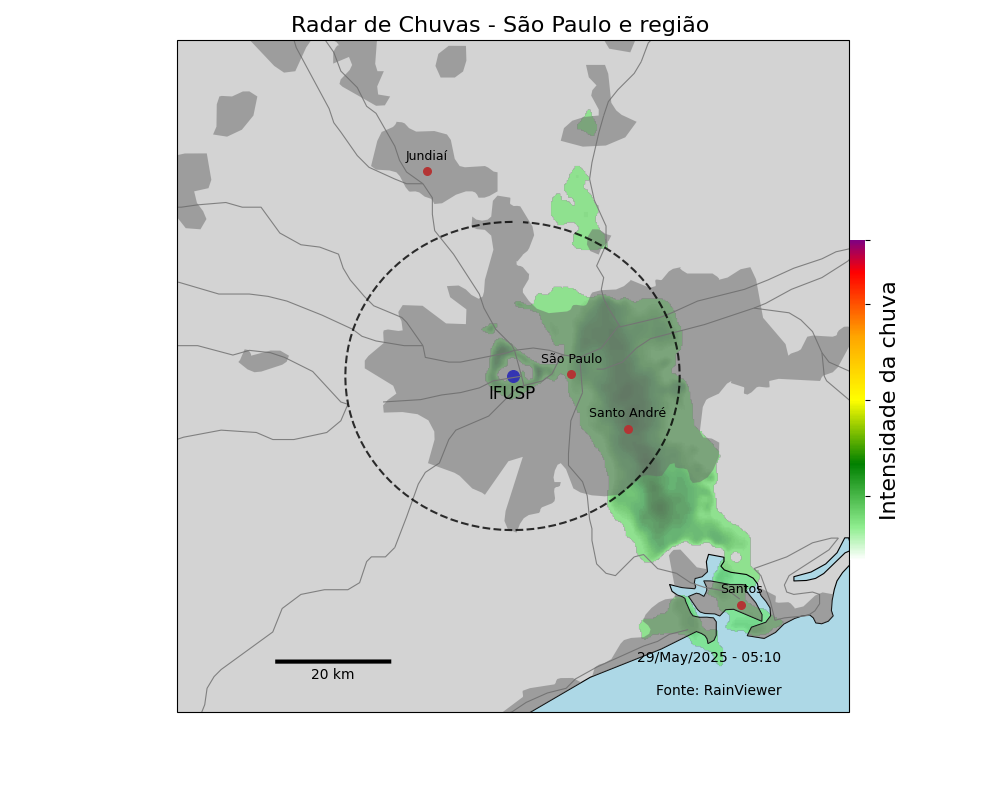 Radar de Chuvas - São Paulo e região
Jundiaí
São Paulo
IFUSP
Santo André
Santos
Intensidade da chuva
29/May/2025 - 05:10
20 km
Fonte: RainViewer